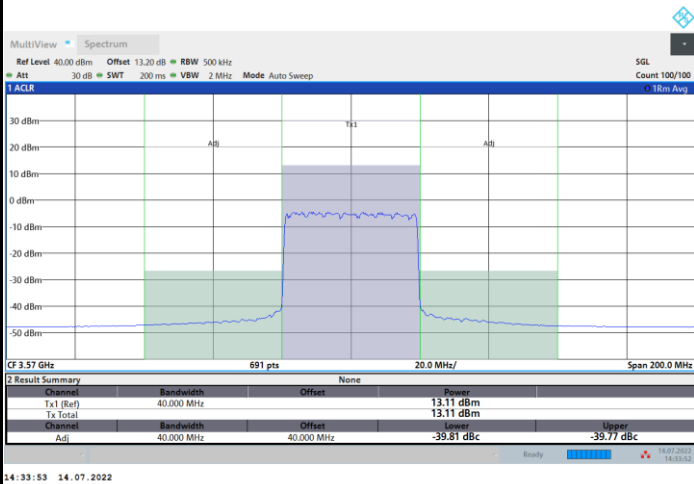 MultiView Spectrum
Ref Level 40.00 dBm Offset 13.20 dB RBW 500 kHz SGL
Att 30 dB SWT 200 ms VBW 2 MHz Mode Auto Sweep Count 100/100
1 ACLR 1Rm Avg
30 dBm
Tx1
20 dBm Adj Adj
10 dBm
0 dBm
-10 dBm
-20 dBm
-30 dBm
-40 dBm
-50 dBm
CF 3.57 GHz 691 pts 20.0 MHz/ Span 200.0 MHz
2 Result Summary None
Channel Bandwidth Offset Power
Tx1 (Ref) 40.000 MHz 13.11 dBm
Tx Total 13.11 dBm
Channel Bandwidth Offset Lower Upper
Adj 40.000 MHz 40.000 MHz -39.81 dBc -39.77 dBc
Ready 14.07.2022
14:33:52
14:33:53 14.07.2022